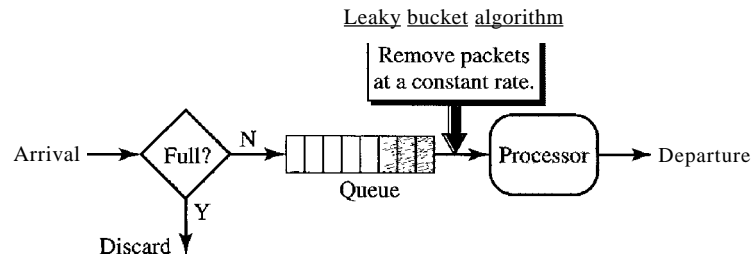 Leaky bucket algorithm
Remove packets
at a constant rate.
Arrival
Full?
N
Queue
Processor
Departure
Y
Discard